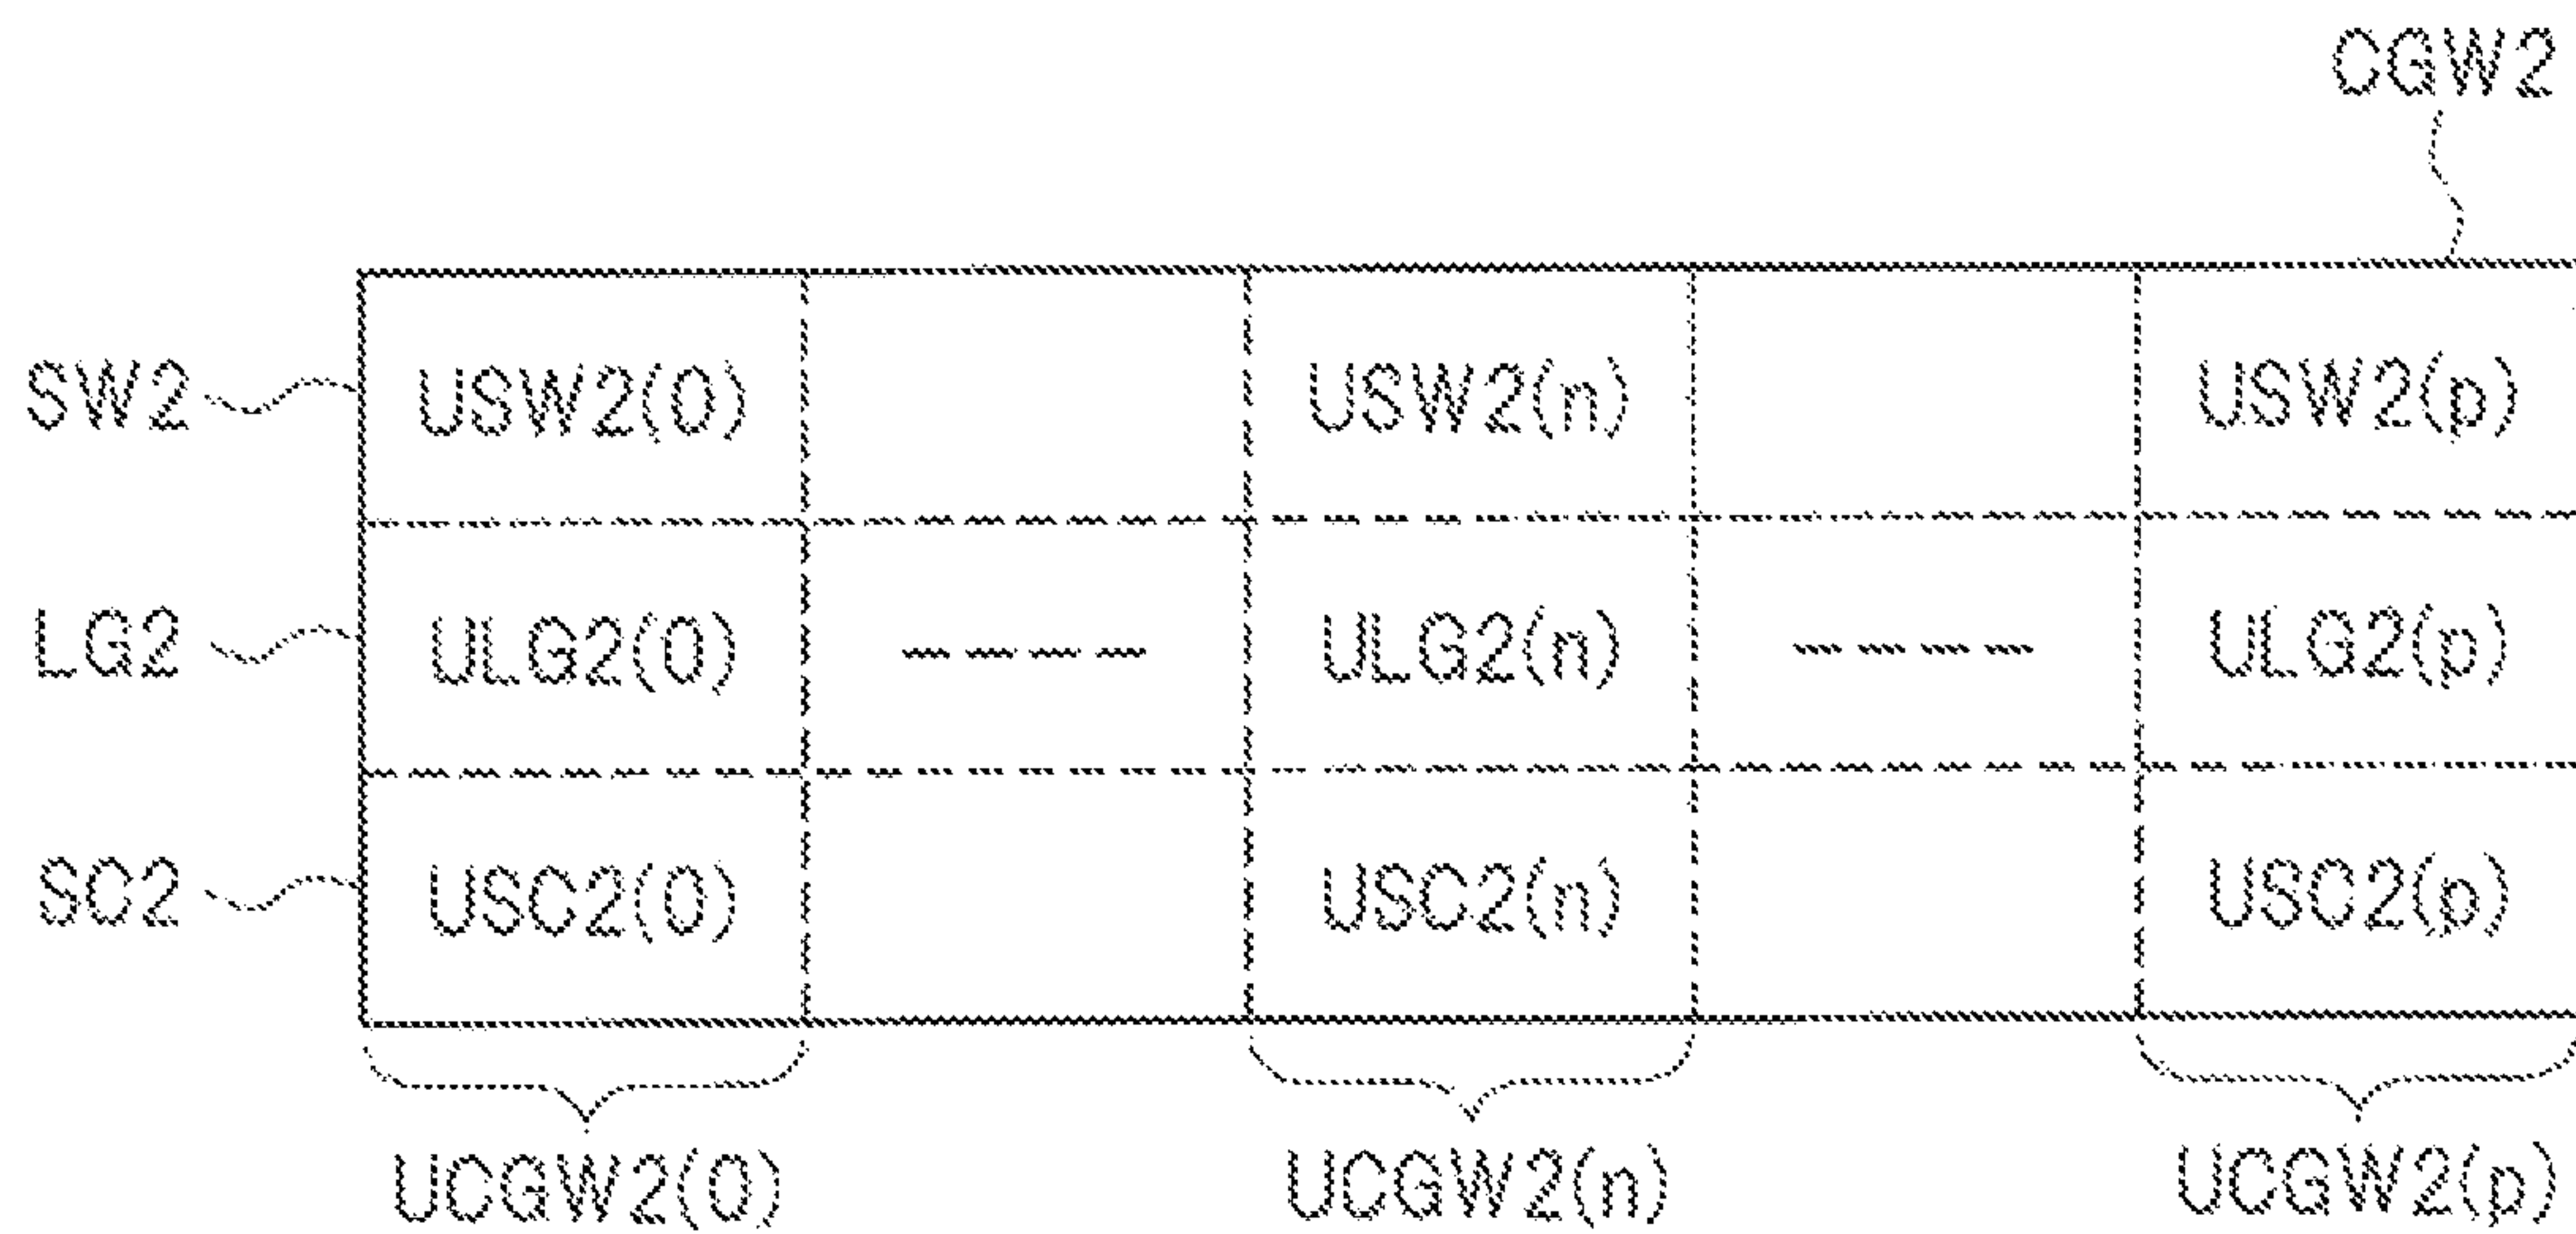 CGW2
SW2 USW2(0) USW2(n) USW2(p)
LG2 ULG2(0) ---- ULG2(n) ---- ULG2(p)
SC2 USC2(0) USC2(n) USC2(p)
UCGW2(0) UCGW2(n) UCGW2(p)